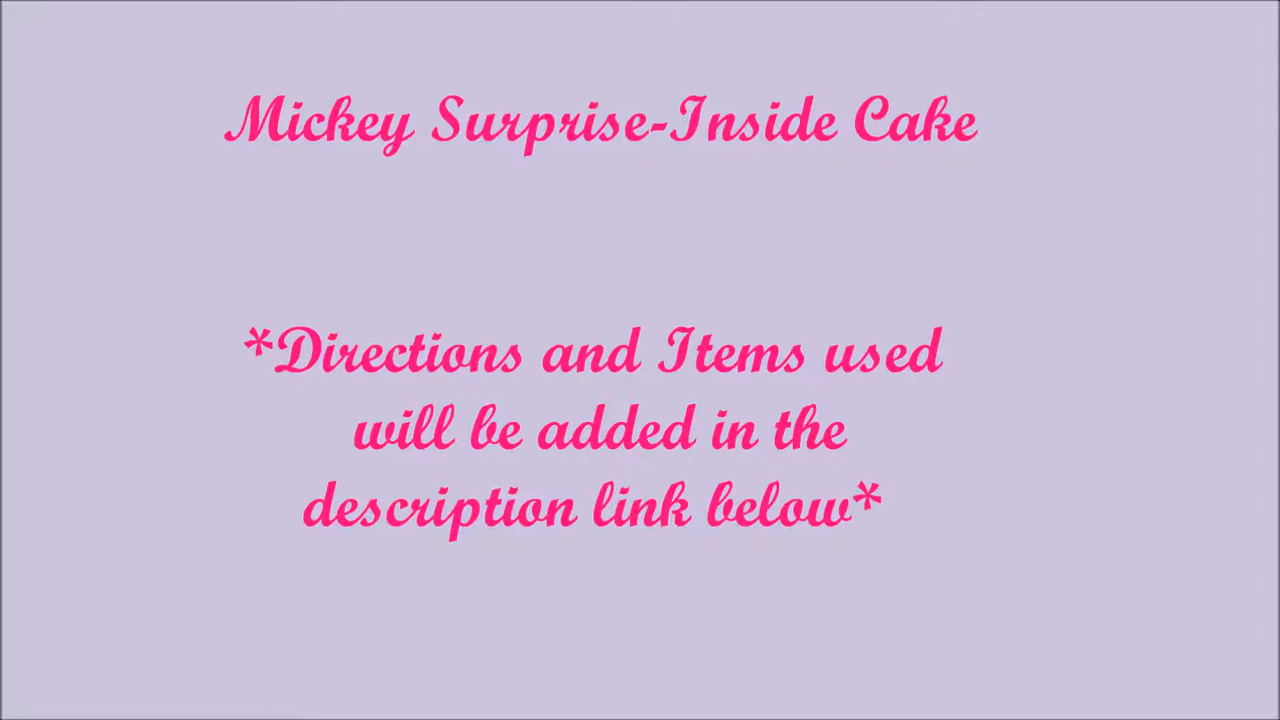 Mickey Surprise-Inside Cake
*Directions and Items used
will be added in the
description link below*